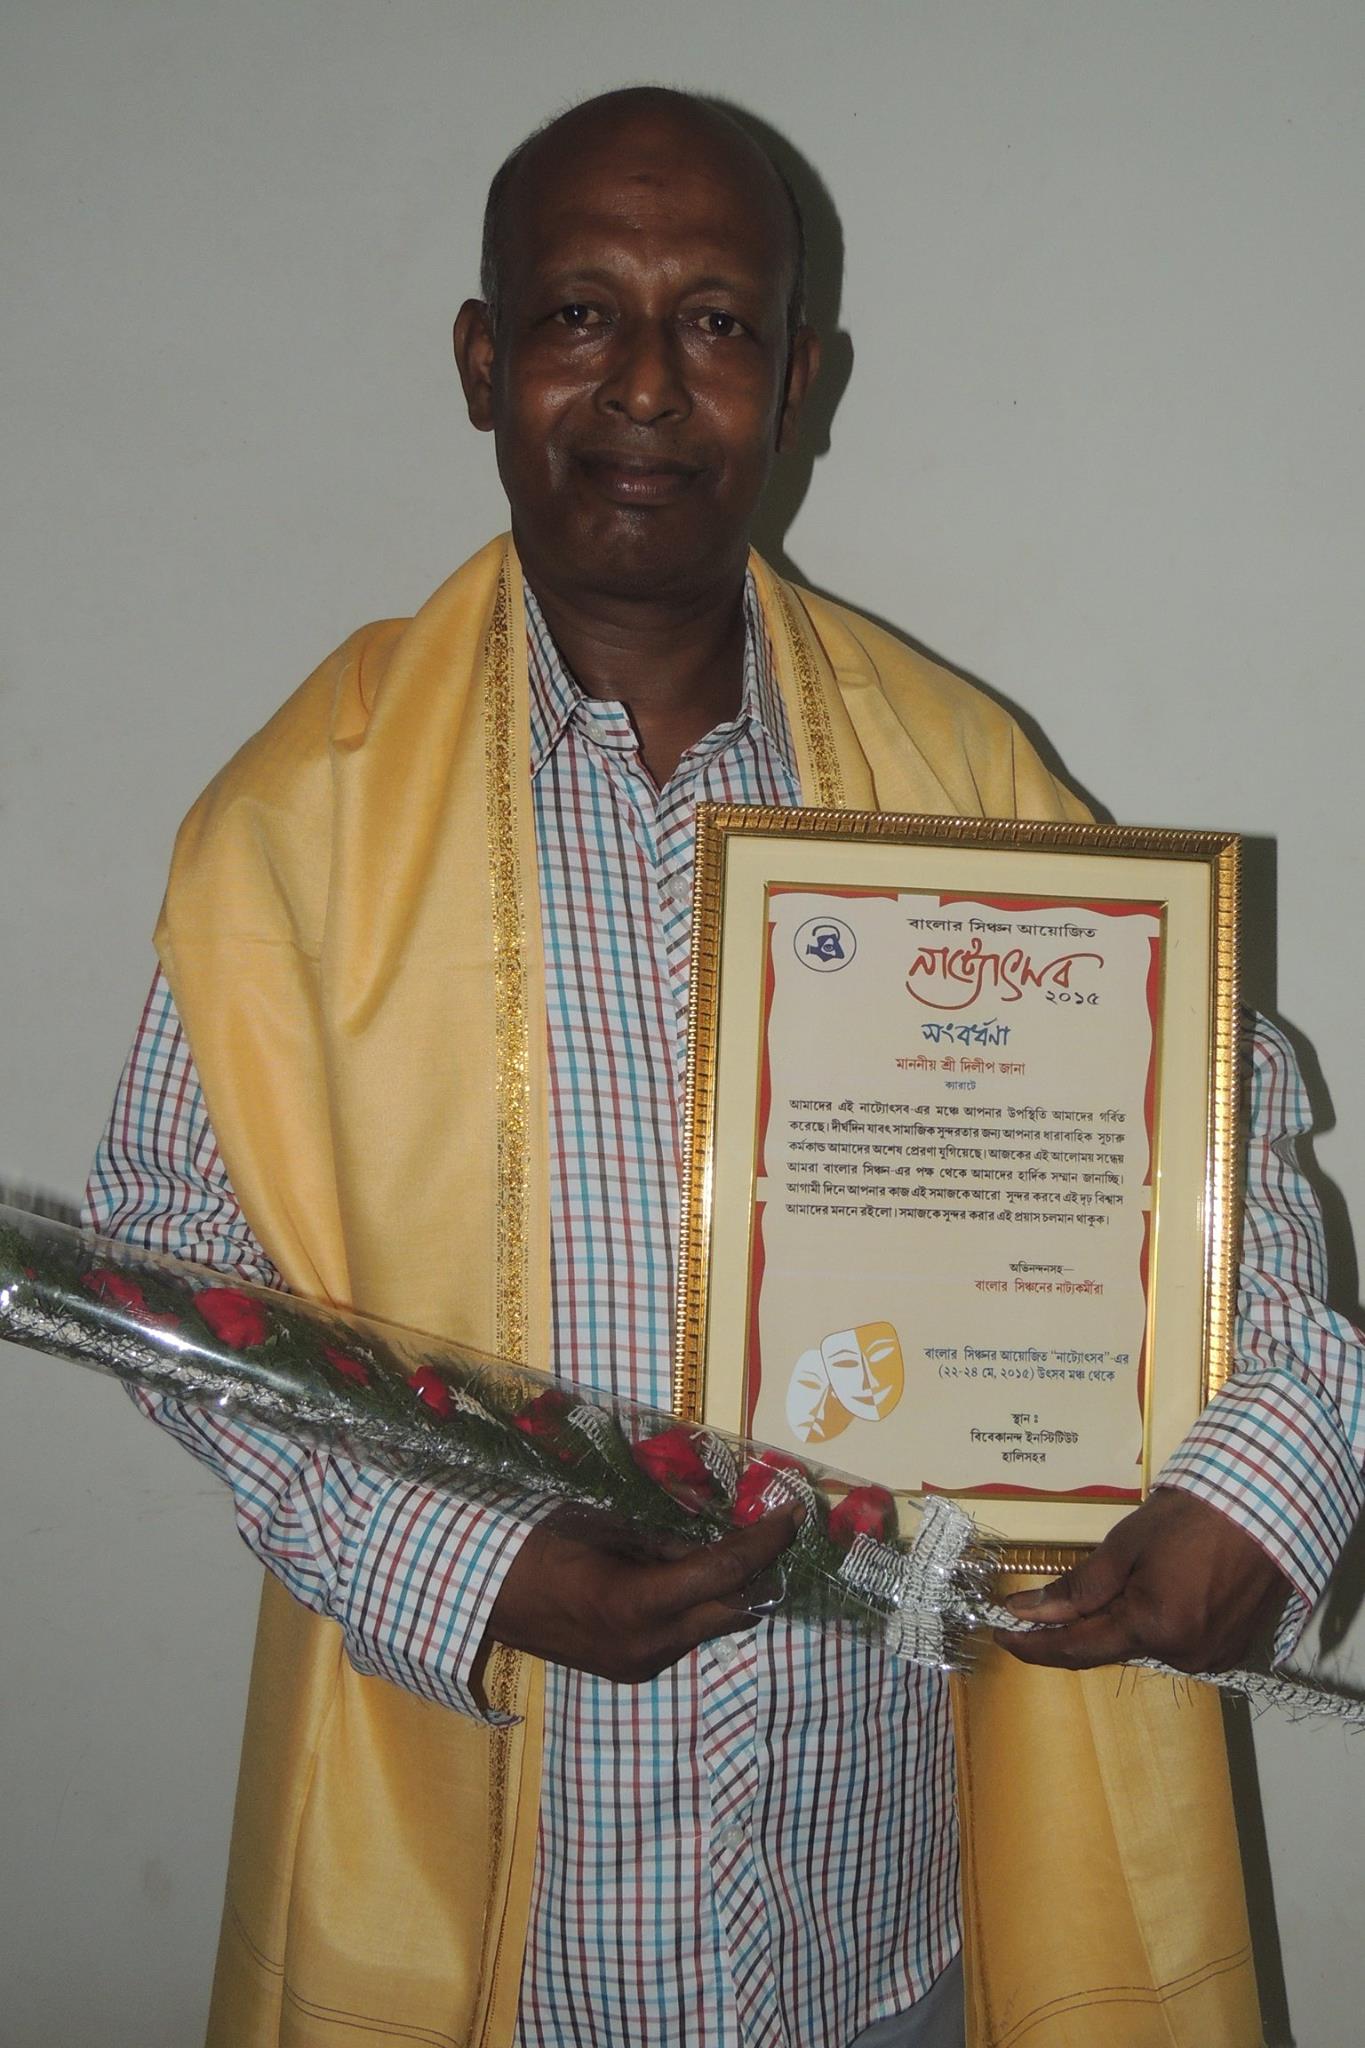 বাংলার সিঞ্চন আয়োজিত
নাট্যোৎসব
২০১৫
সংবর্ধনা
মাননীয় শ্রী দিলীপ জানা
ক্যারাটে
আমাদের এই নাট্যোৎসব-এর মঞ্চে আপনার উপস্থিতি আমাদের গর্বিত
করেছে। দীর্ঘদিন যাবৎ সামাজিক সুন্দরতার জন্য আপনার ধারাবাহিক সুচারু
কর্মকান্ড আমাদের অশেষ প্রেরণা যুগিয়েছে। আজকের এই আলোময় সন্ধেয়
আমরা বাংলার সিঞ্চন-এর পক্ষ থেকে আমাদের হার্দিক সম্মান জানাচ্ছি।
আগামী দিনে আপনার কাজ এই সমাজকে আরো সুন্দর করবে এই দৃঢ় বিশ্বাস
আমাদের মননে রইলো। সমাজকে সুন্দর করার এই প্রয়াস চলমান থাকুক।
অভিনন্দনসহ—
বাংলার সিঞ্চনের নাট্যকর্মীরা
বাংলার সিঞ্চনর আয়োজিত "নাট্যোৎসব"-এর
(২২-২৪ মে, ২০১৫) উৎসব মঞ্চ থেকে
স্থান ঃ
বিবেকানন্দ ইনস্টিটিউট
হালিসহর